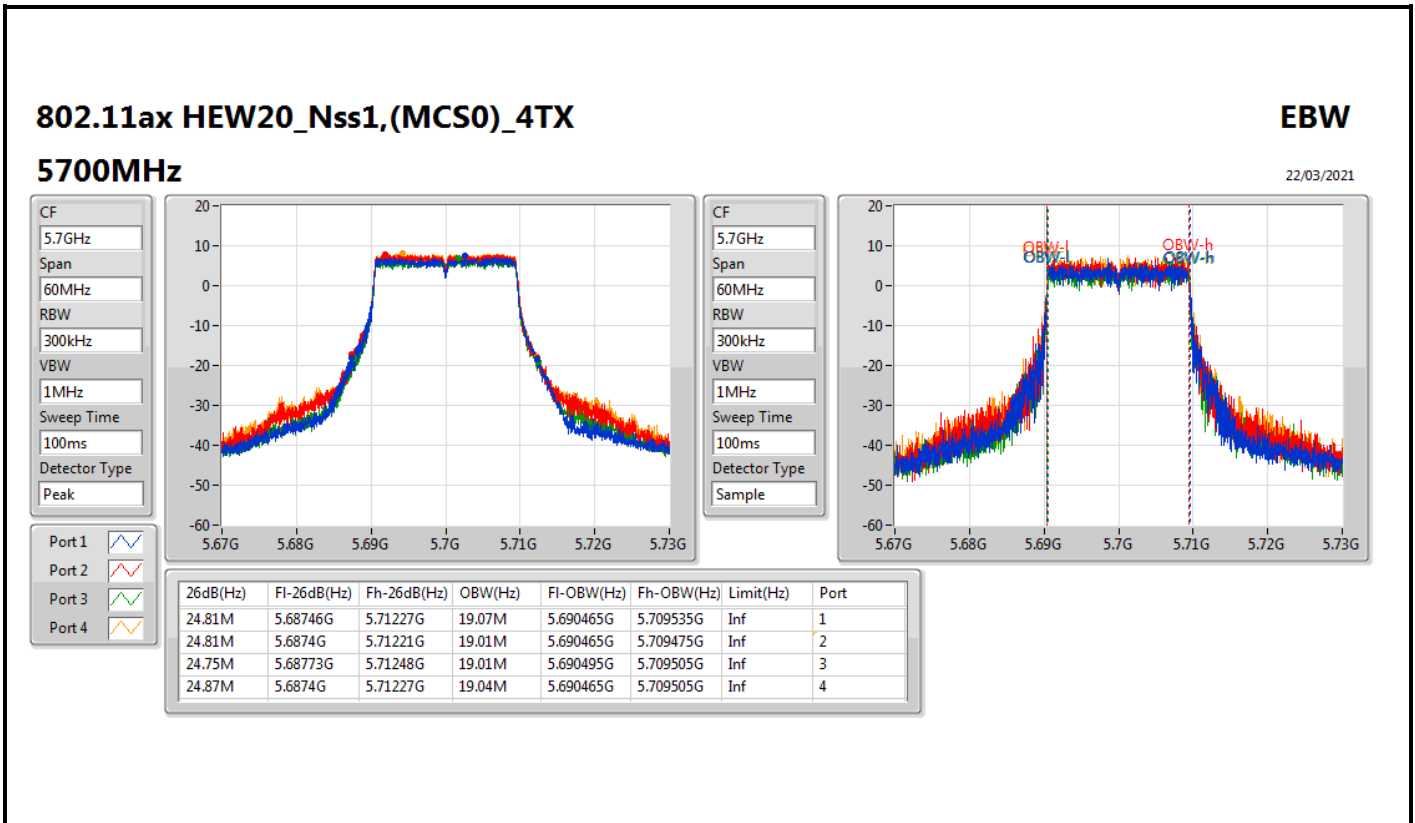 802.11ax HEW20_Nss1,(MCS0)_4TX
EBW
5700MHz
22/03/2021
CF
5.7GHz
Span
60MHz
RBW
300kHz
VBW
1MHz
Sweep Time
100ms
Detector Type
Peak
20
10
0
-10
-20
-30
-40
-50
-60
5.67G 5.68G 5.69G 5.7G 5.71G 5.72G 5.73G
CF
5.7GHz
Span
60MHz
RBW
300kHz
VBW
1MHz
Sweep Time
100ms
Detector Type
Sample
20
10
0
-10
-20
-30
-40
-50
-60
OBW-l OBW-h
OBW-l OBW-h
5.67G 5.68G 5.69G 5.7G 5.71G 5.72G 5.73G
Port 1
Port 2
Port 3
Port 4
26dB(Hz) Fl-26dB(Hz) Fh-26dB(Hz) OBW(Hz) Fl-OBW(Hz) Fh-OBW(Hz) Limit(Hz) Port
24.81M 5.68746G 5.71227G 19.07M 5.690465G 5.709535G Inf 1
24.81M 5.6874G 5.71221G 19.01M 5.690465G 5.709475G Inf 2
24.75M 5.68773G 5.71248G 19.01M 5.690495G 5.709505G Inf 3
24.87M 5.6874G 5.71227G 19.04M 5.690465G 5.709505G Inf 4